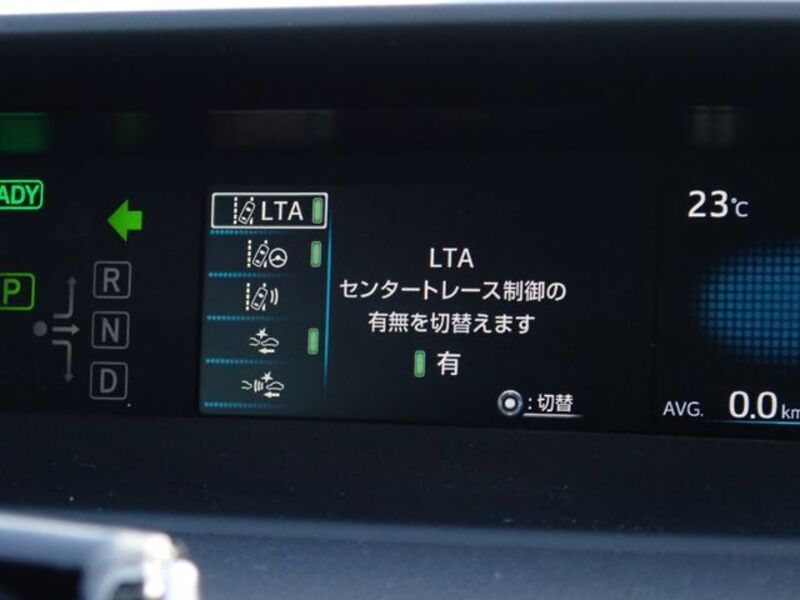 ADY
P
R
N
D
LTA
LTA
センタートレース制御の
有無を切替えます
有
:切替
23℃
AVG. 0.0 km